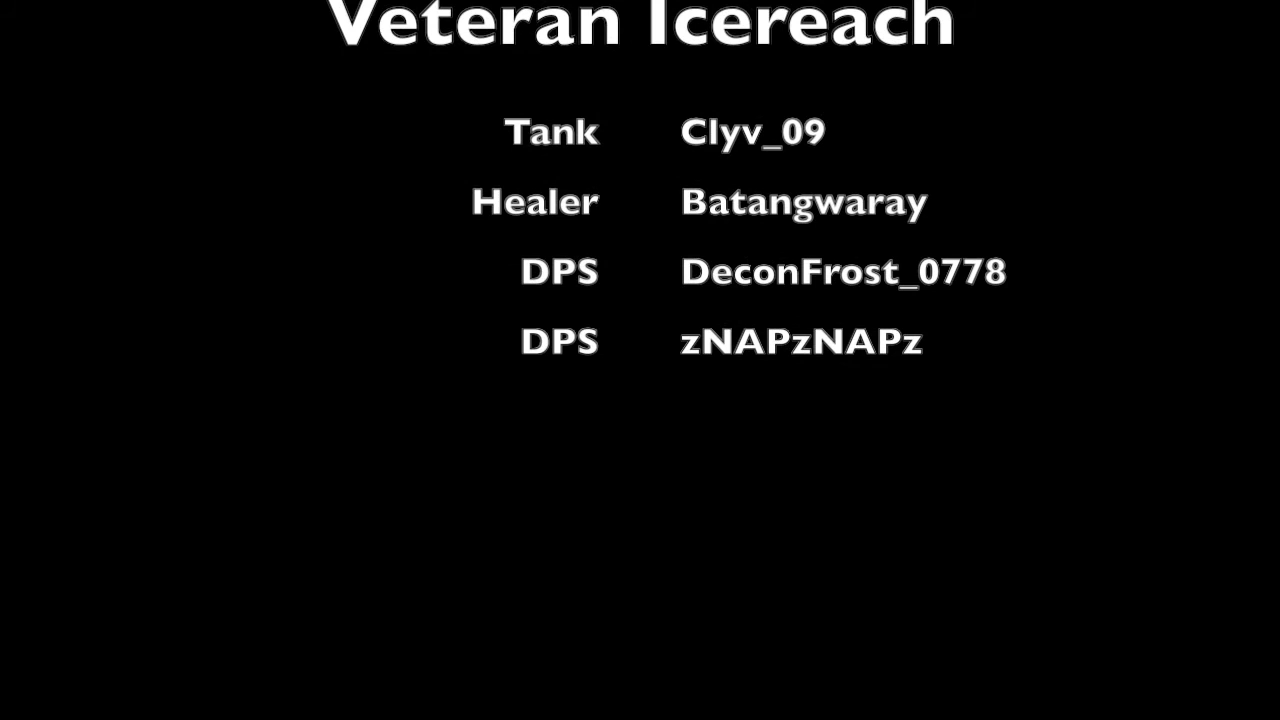 Veteran Icereach
Tank Clyv_09
Healer Batangwaray
DPS DeconFrost_0778
DPS zNAPzNAPz